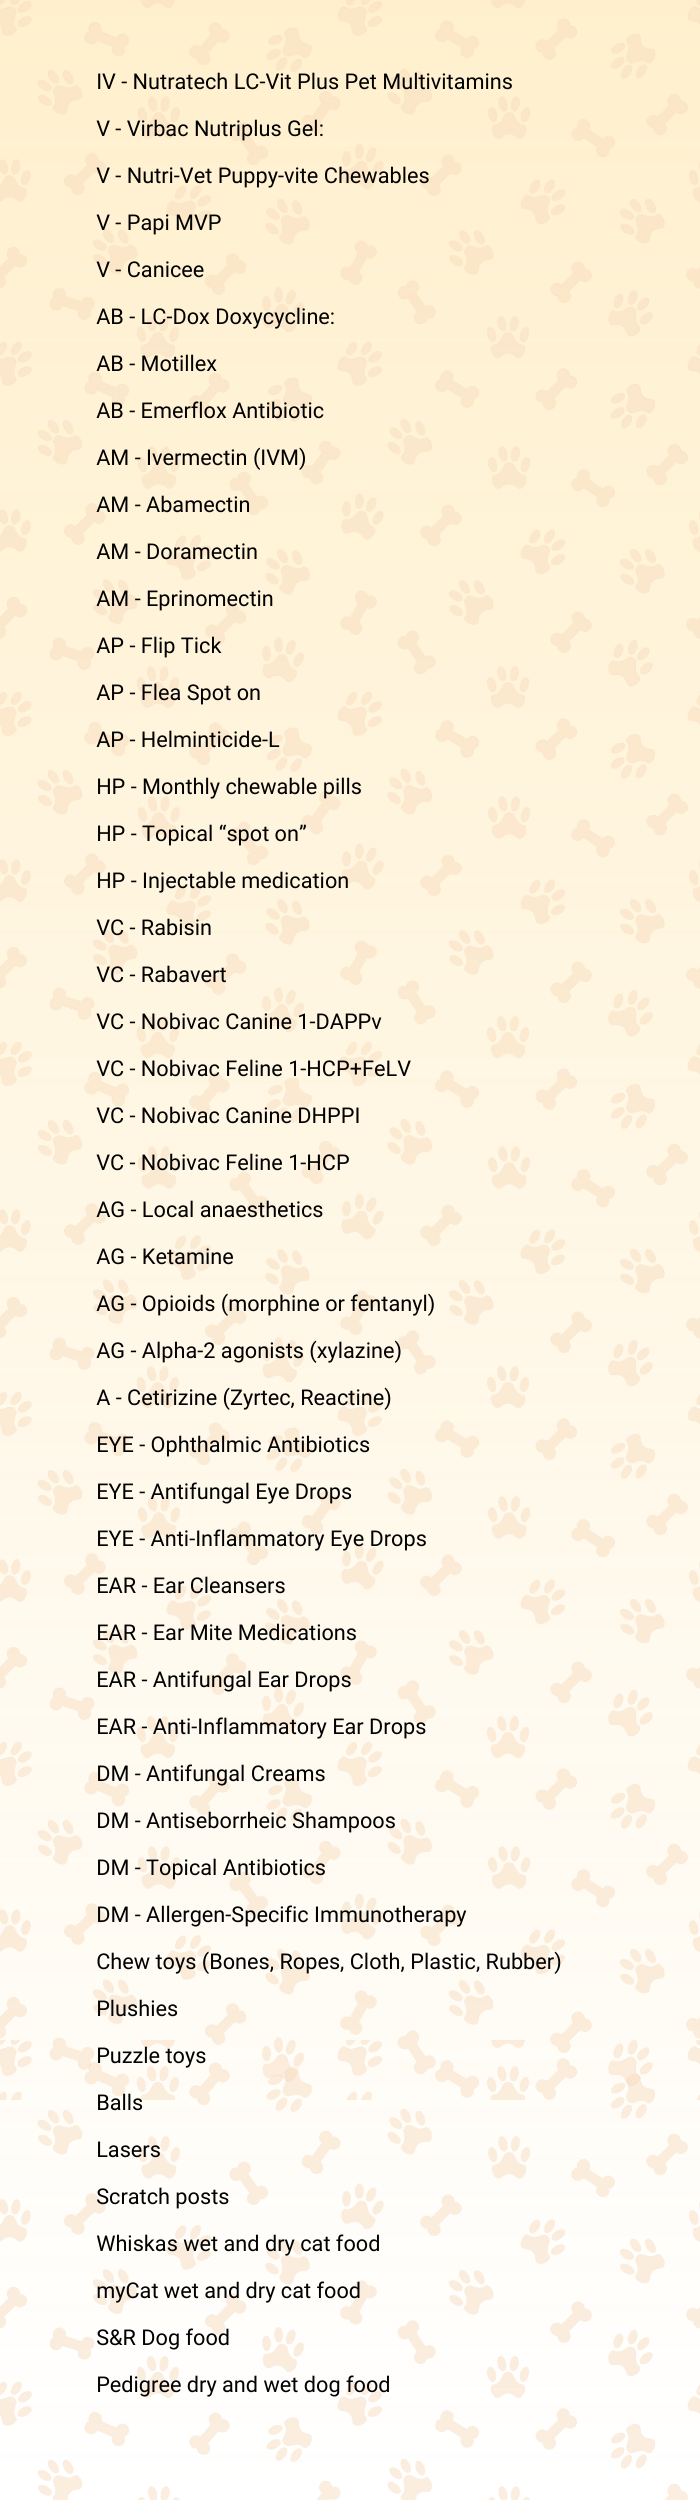 IV - Nutratech LC-Vit Plus Pet Multivitamins
V - Virbac Nutriplus Gel:
V - Nutri-Vet Puppy-vite Chewables
V - Papi MVP
V - Canicee
AB - LC-Dox Doxycycline:
AB - Motillex
AB - Emerflox Antibiotic
AM - Ivermectin (IVM)
AM - Abamectin
AM - Doramectin
AM - Eprinomectin
AP - Flip Tick
AP - Flea Spot on
AP - Helminticide-L
HP - Monthly chewable pills
HP - Topical “spot on”
HP - Injectable medication
VC - Rabisin
VC - Rabavert
VC - Nobivac Canine 1-DAPPv
VC - Nobivac Feline 1-HCP+FeLV
VC - Nobivac Canine DHPPI
VC - Nobivac Feline 1-HCP
AG - Local anaesthetics
AG - Ketamine
AG - Opioids (morphine or fentanyl)
AG - Alpha-2 agonists (xylazine)
A - Cetirizine (Zyrtec, Reactine)
EYE - Ophthalmic Antibiotics
EYE - Antifungal Eye Drops
EYE - Anti-Inflammatory Eye Drops
EAR - Ear Cleansers
EAR - Ear Mite Medications
EAR - Antifungal Ear Drops
EAR - Anti-Inflammatory Ear Drops
DM - Antifungal Creams
DM - Antiseborrheic Shampoos
DM - Topical Antibiotics
DM - Allergen-Specific Immunotherapy
Chew toys (Bones, Ropes, Cloth, Plastic, Rubber)
Plushies
Puzzle toys
Balls
Lasers
Scratch posts
Whiskas wet and dry cat food
myCat wet and dry cat food
S&R Dog food
Pedigree dry and wet dog food